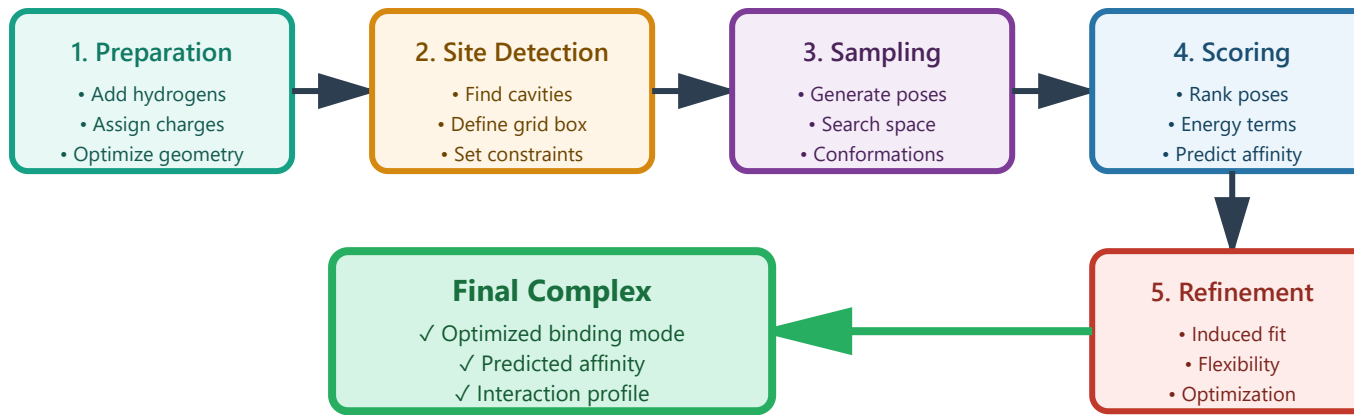 1. Preparation
• Add hydrogens
• Assign charges
• Optimize geometry
2. Site Detection
• Find cavities
• Define grid box
• Set constraints
3. Sampling
• Generate poses
• Search space
• Conformations
4. Scoring
• Rank poses
• Energy terms
• Predict affinity
5. Refinement
• Induced fit
• Flexibility
• Optimization
Final Complex
✓ Optimized binding mode
✓ Predicted affinity
✓ Interaction profile